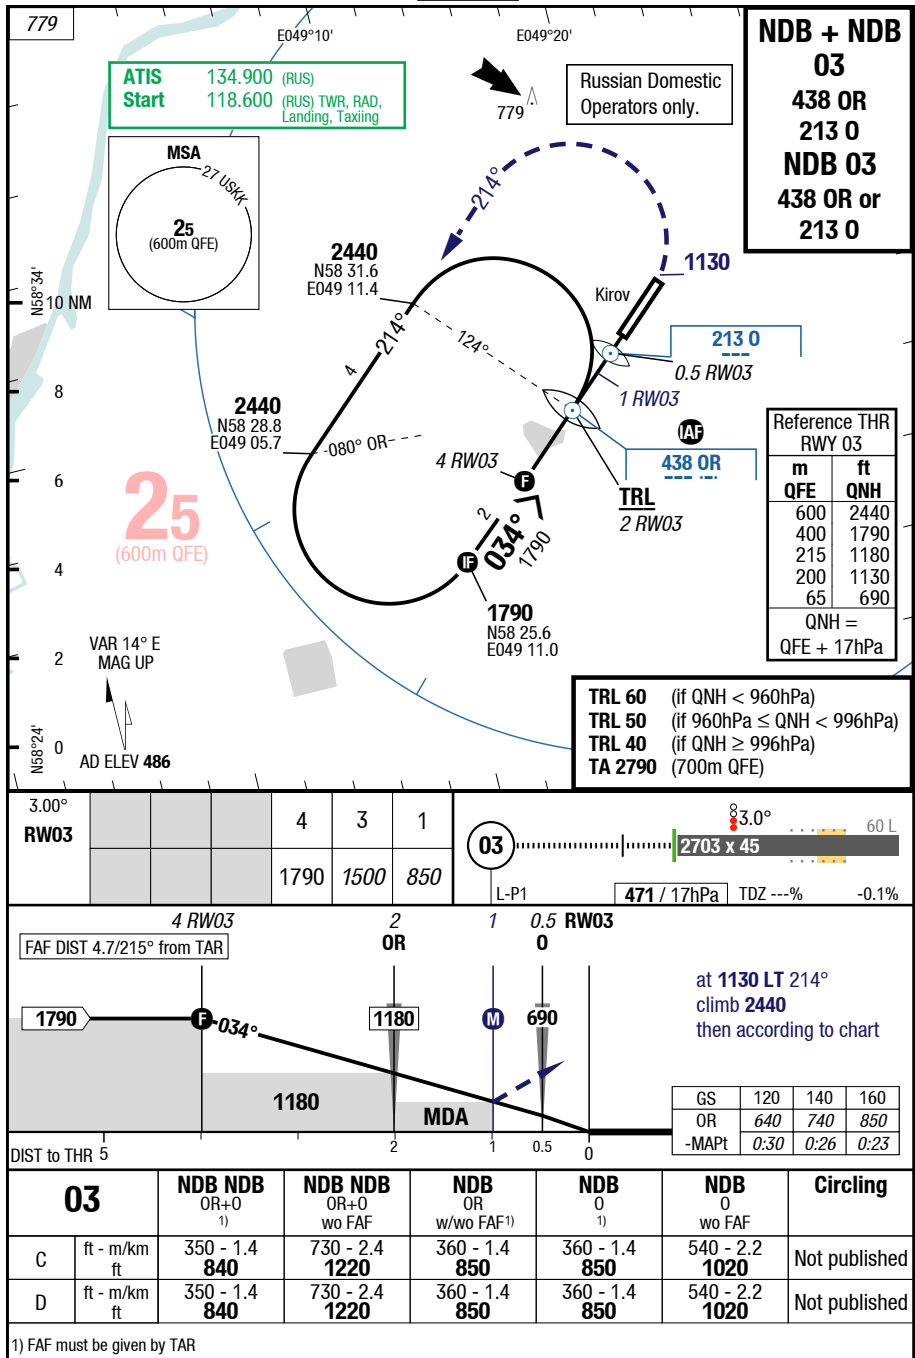 779
E049°10'
E049°20'
NDB + NDB
03
438 OR
213 O
NDB 03
438 OR or
213 O
ATIS 134.900 (RUS)
Start 118.600 (RUS) TWR, RAD,
Landing, Taxiing
779
Russian Domestic
Operators only.
MSA
27 USKK
25
(600m QFE)
214°
2440
N58 31.6
E049 11.4
1130
Kirov
N58°34'
10 NM
214°
124°
213 O
0.5 RW03
1 RW03
4
8
2440
N58 28.8
E049 05.7
080° OR
IAF
438 OR
4 RW03
F
TRL
2 RW03
Reference THR
RWY 03
m ft
QFE QNH
600 2440
400 1790
215 1180
200 1130
65 690
QNH =
QFE + 17hPa
6
25
(600m QFE)
2
034°
1790
IF
4
1790
N58 25.6
E049 11.0
VAR 14° E
MAG UP
2
TRL 60 (if QNH < 960hPa)
TRL 50 (if 960hPa ≤ QNH < 996hPa)
TRL 40 (if QNH ≥ 996hPa)
TA 2790 (700m QFE)
N58°24'
0
AD ELEV 486
3.00°
RW03
4 3 1
1790 1500 850
03
3.0°
60 L
2703 x 45
L-P1
471 / 17hPa
TDZ ---%
-0.1%
4 RW03 2 1 0.5 RW03
OR O
FAF DIST 4.7/215° from TAR
1790
F
034°
1180
M
690
at 1130 LT 214°
climb 2440
then according to chart
1180
MDA
GS 120 140 160
OR 640 740 850
-MAPt 0:30 0:26 0:23
DIST to THR 5 2 1 0.5 0
03
NDB NDB
OR+O
1)
NDB NDB
OR+O
wo FAF
NDB
OR
w/wo FAF1)
NDB
O
1)
NDB
O
wo FAF
Circling
C ft - m/km 350 - 1.4 730 - 2.4 360 - 1.4 360 - 1.4 540 - 2.2 Not published
ft 840 1220 850 850 1020
D ft - m/km 350 - 1.4 730 - 2.4 360 - 1.4 360 - 1.4 540 - 2.2 Not published
ft 840 1220 850 850 1020
1) FAF must be given by TAR